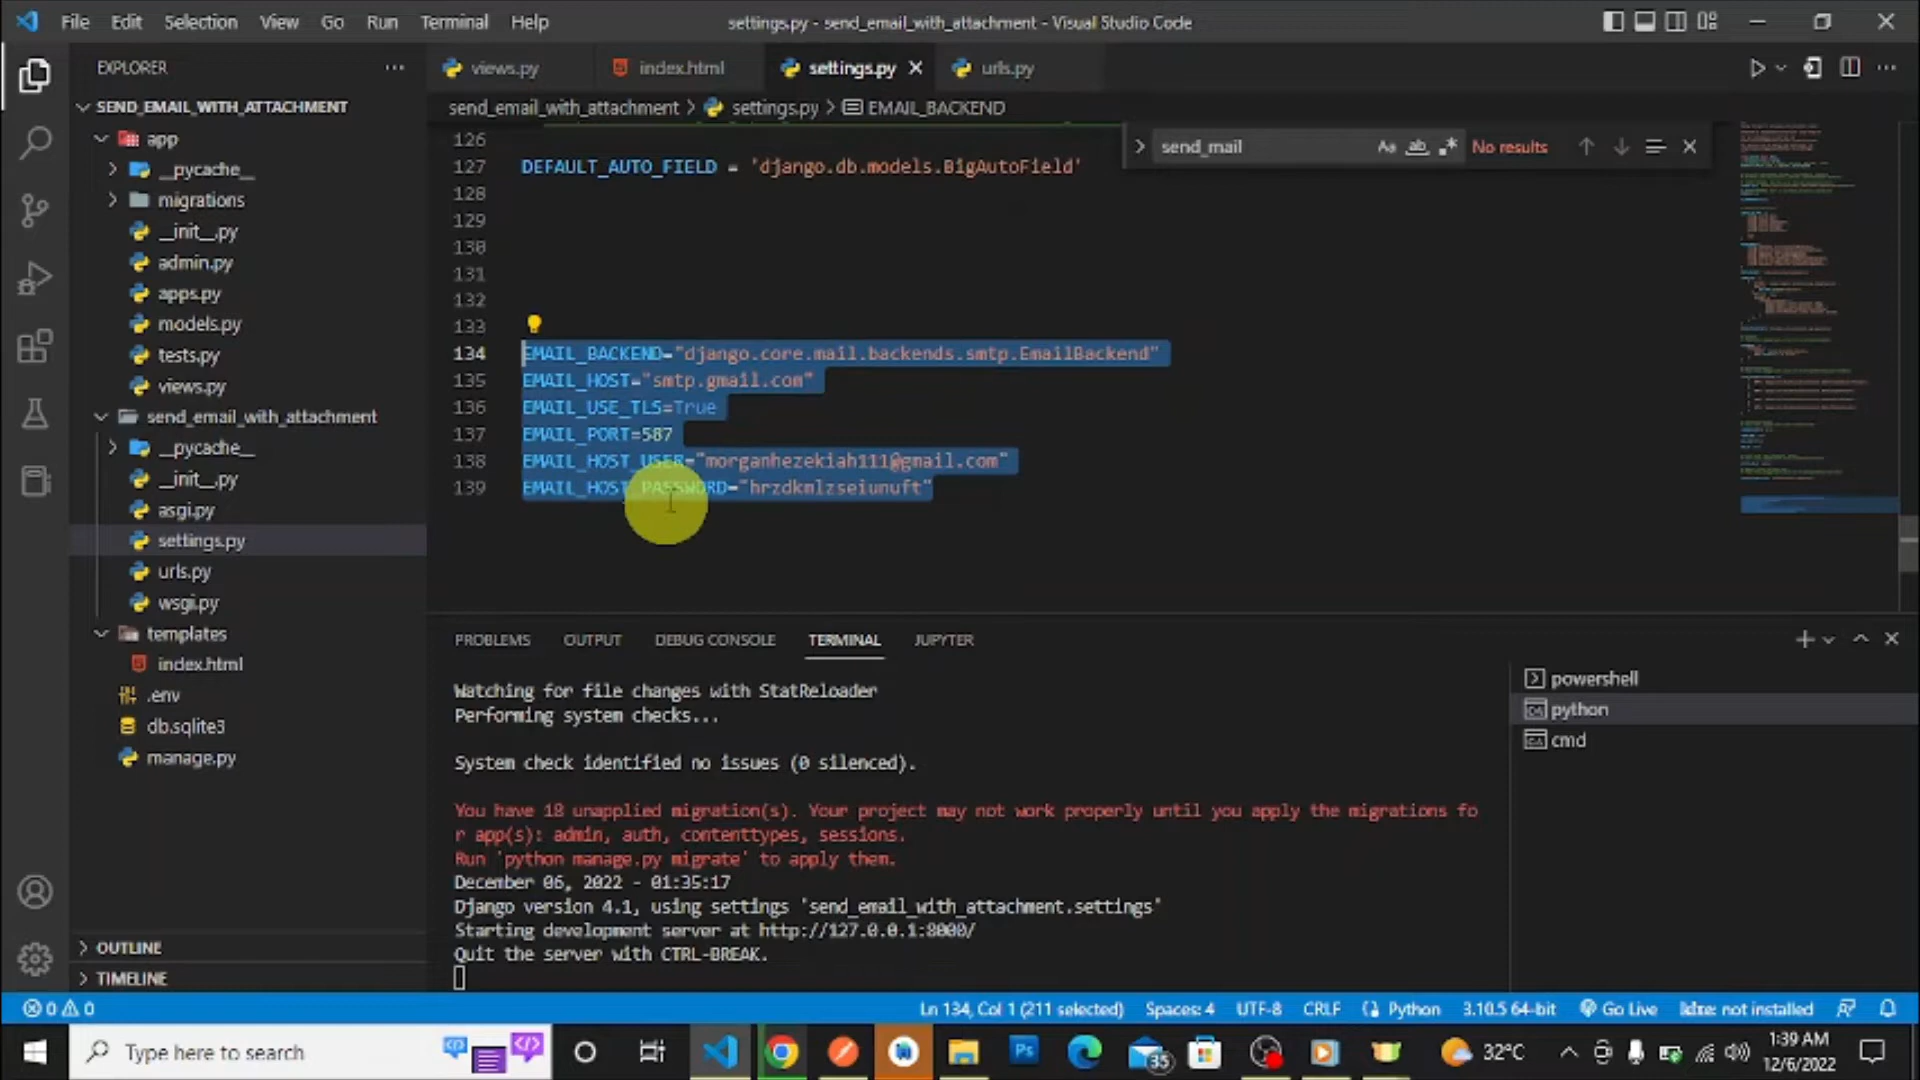 File Edit Selection View Go Run Terminal Help
settings.py - send_email_with_attachment - Visual Studio Code
EXPLORER
SEND_EMAIL_WITH_ATTACHMENT
app
__pycache__
migrations
__init__.py
admin.py
apps.py
models.py
tests.py
views.py
send_email_with_attachment
__pycache__
__init__.py
asgi.py
settings.py
urls.py
wsgi.py
templates
index.html
.env
db.sqlite3
manage.py
OUTLINE
TIMELINE
views.py index.html settings.py urls.py
send_email_with_attachment > settings.py > EMAIL_BACKEND
send_mail Aa ab No results
126
127 DEFAULT_AUTO_FIELD = 'django.db.models.BigAutoField'
128
129
130
131
132
133
134 EMAIL_BACKEND="django.core.mail.backends.smtp.EmailBackend"
135 EMAIL_HOST="smtp.gmail.com"
136 EMAIL_USE_TLS=True
137 EMAIL_PORT=587
138 EMAIL_HOST_USER="morganhezekiah111@gmail.com"
139 EMAIL_HOST_PASSWORD="hrzdkmlzseiunuft"
PROBLEMS OUTPUT DEBUG CONSOLE TERMINAL JUPYTER
Watching for file changes with StatReloader
Performing system checks...
System check identified no issues (0 silenced).
You have 18 unapplied migration(s). Your project may not work properly until you apply the migrations fo
r app(s): admin, auth, contenttypes, sessions.
Run 'python manage.py migrate' to apply them.
December 06, 2022 - 01:35:17
Django version 4.1, using settings 'send_email_with_attachment.settings'
Starting development server at http://127.0.0.1:8000/
Quit the server with CTRL-BREAK.
powershell
python
cmd
0 0 Ln 134, Col 1 (211 selected) Spaces: 4 UTF-8 CRLF Python 3.10.5 64-bit Go Live not installed
Type here to search
Ps
35
32°C
1:39 AM
12/6/2022